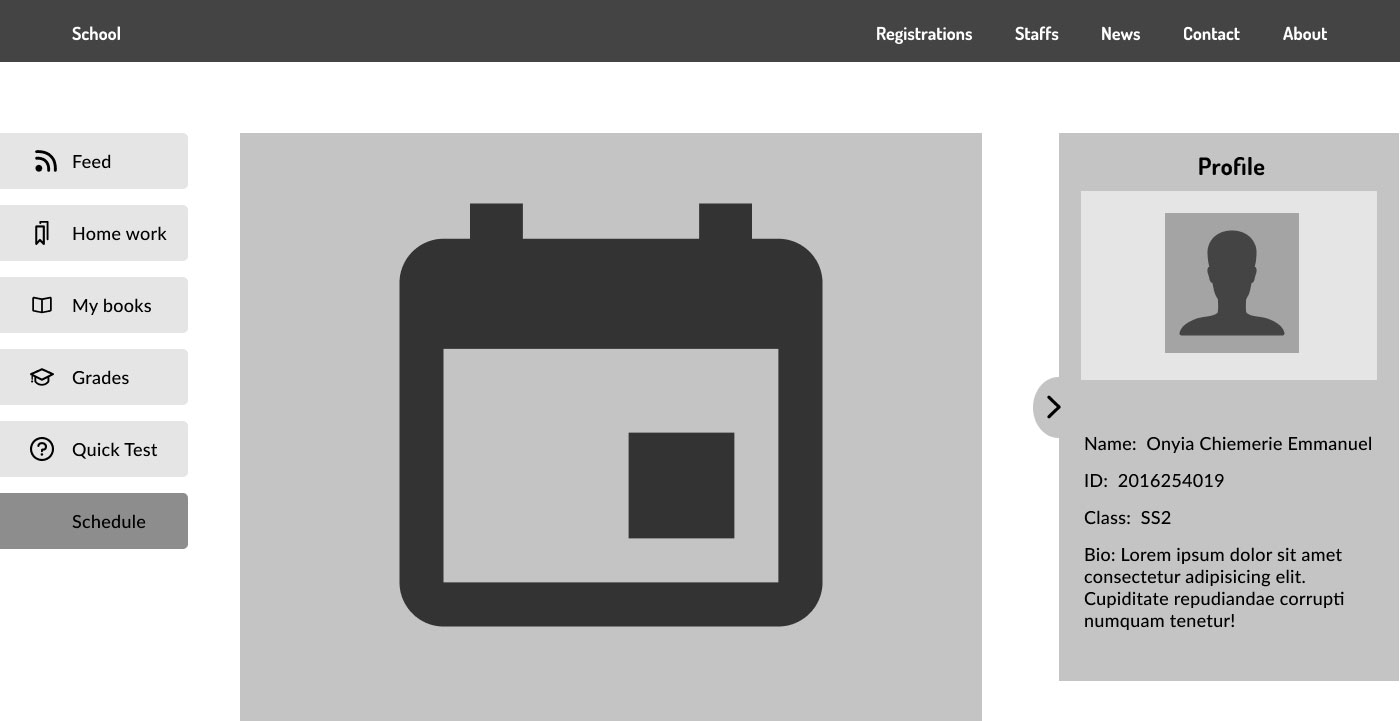 School
Registrations
Staffs
News
Contact
About
Feed
Home work
My books
Grades
Quick Test
Schedule
Profile
Name:  Onyia Chiemerie Emmanuel
ID:  2016254019
Class:  SS2
Bio: Lorem ipsum dolor sit amet
consectetur adipisicing elit.
Cupiditate repudiandae corrupti
numquam tenetur!